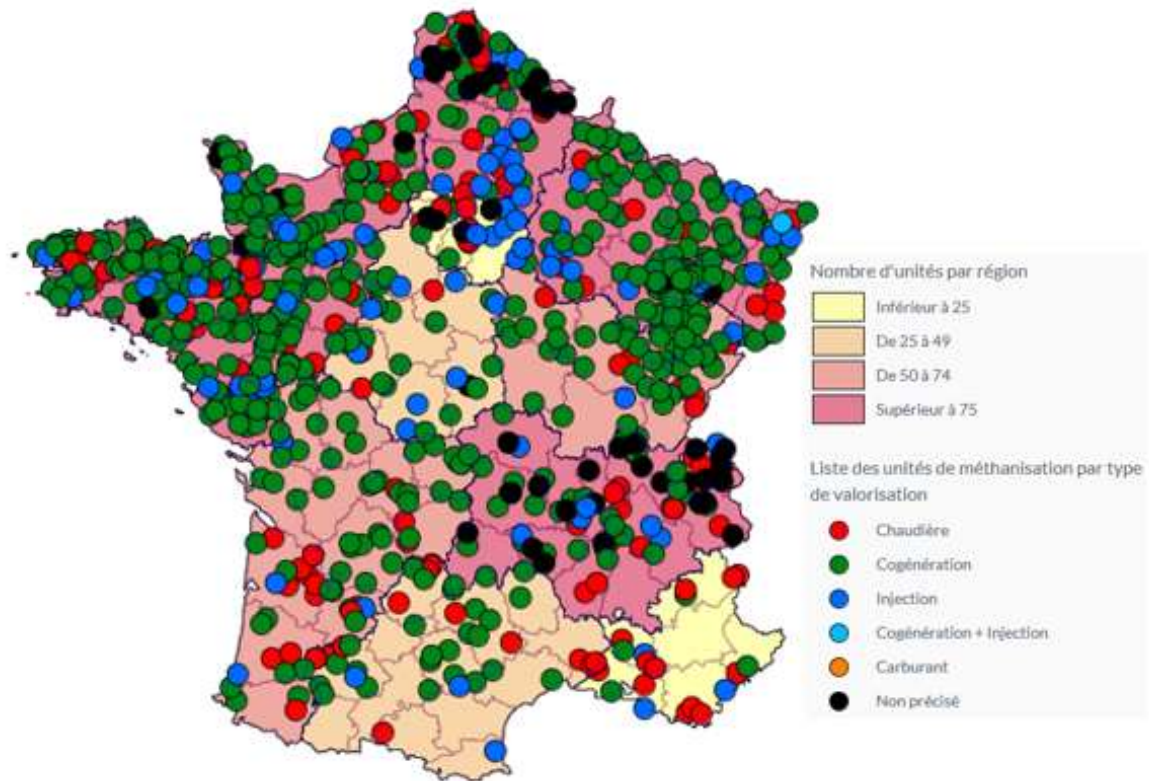 Nombre d'unités par région
Inférieur à 25
De 25 à 49
De 50 à 74
Supérieur à 75
Liste des unités de méthanisation par type
de valorisation
Chaudière
Cogénération
Injection
Cogénération + Injection
Carburant
Non précisé